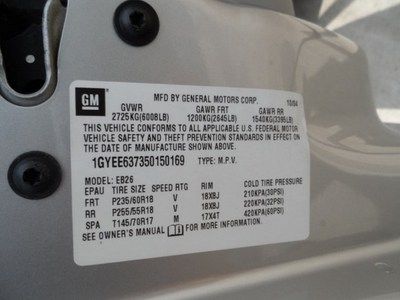 GM
MFD BY GENERAL MOTORS CORP. 10/04
GVWR GAWR FRT GAWR RR
2725KG(6008LB) 1200KG(2645LB) 1540KG(3395LB)
THIS VEHICLE CONFORMS TO ALL APPLICABLE U.S. FEDERAL MOTOR
VEHICLE SAFETY AND THEFT PREVENTION STANDARDS IN EFFECT ON
THE DATE OF MANUFACTURE SHOWN ABOVE.
1GYEE637350150169 TYPE: M.P.V.
MODEL: EB26
EPAU TIRE SIZE SPEED RTG RIM COLD TIRE PRESSURE
FRT P235/60R18 V 18XBJ 210KPA(30PSI)
RR P255/55R18 V 18XBJ 220KPA(32PSI)
SPA T145/70R17 M 17X4T 420KPA(60PSI)
SEE OWNER'S MANUAL FOR MORE INFORMATION